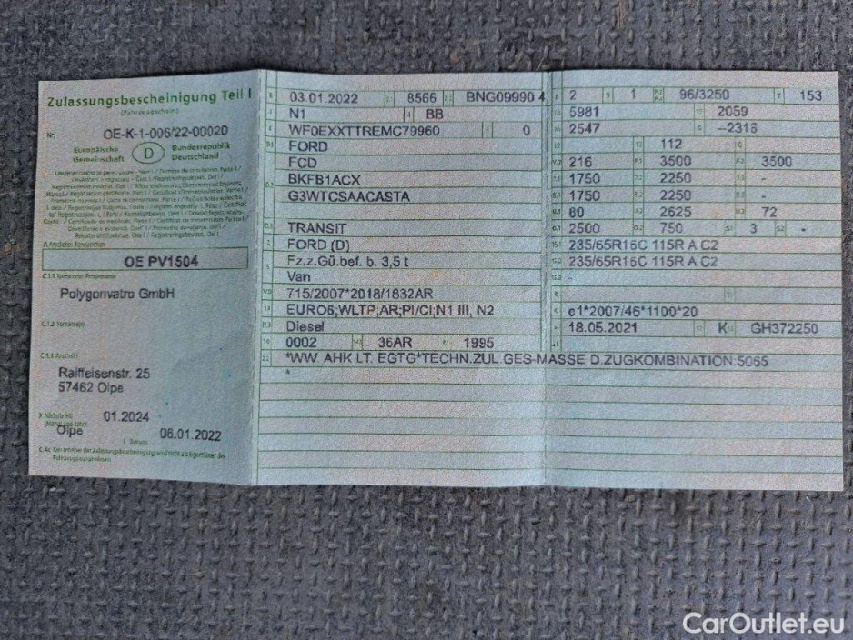 Zulassungsbescheinigung Teil I
(Fahrzeugschein)
Nr. OE-K-1-006/22-00020
Europäische Gemeinschaft
D
Bundesrepublik Deutschland
OE PV1504
Polygonvatro GmbH
Raiffeisenstr. 25
57462 Olpe
01.2024
Olpe
06.01.2022
03.01.2022 8566 BNG09990 4
N1 BB
WF0EXXTTREMC79960 0
FORD
FCD
BKFB1ACX
G3WTCSAACASTA
TRANSIT
FORD (D)
Fz.z.Gü.bef. b. 3,5 t
Van
715/2007*2018/1832AR
EURO6;WLTP;AR;PI/CI;N1 III, N2
Diesel
0002 36AR 1995
*WW. AHK LT. EGTG*TECHN.ZUL.GES-MASSE D.ZUGKOMBINATION:5065
*
2 1 96/3250 153
5981 2059
2547 --2316
112
216 3500 3500
1750 2250 -
1750 2250 -
80 2625 72
2500 750 3 -
235/65R16C 115R A C2
235/65R16C 115R A C2
-
e1*2007/46*1100*20
18.05.2021 K GH372250
CarOutlet.eu